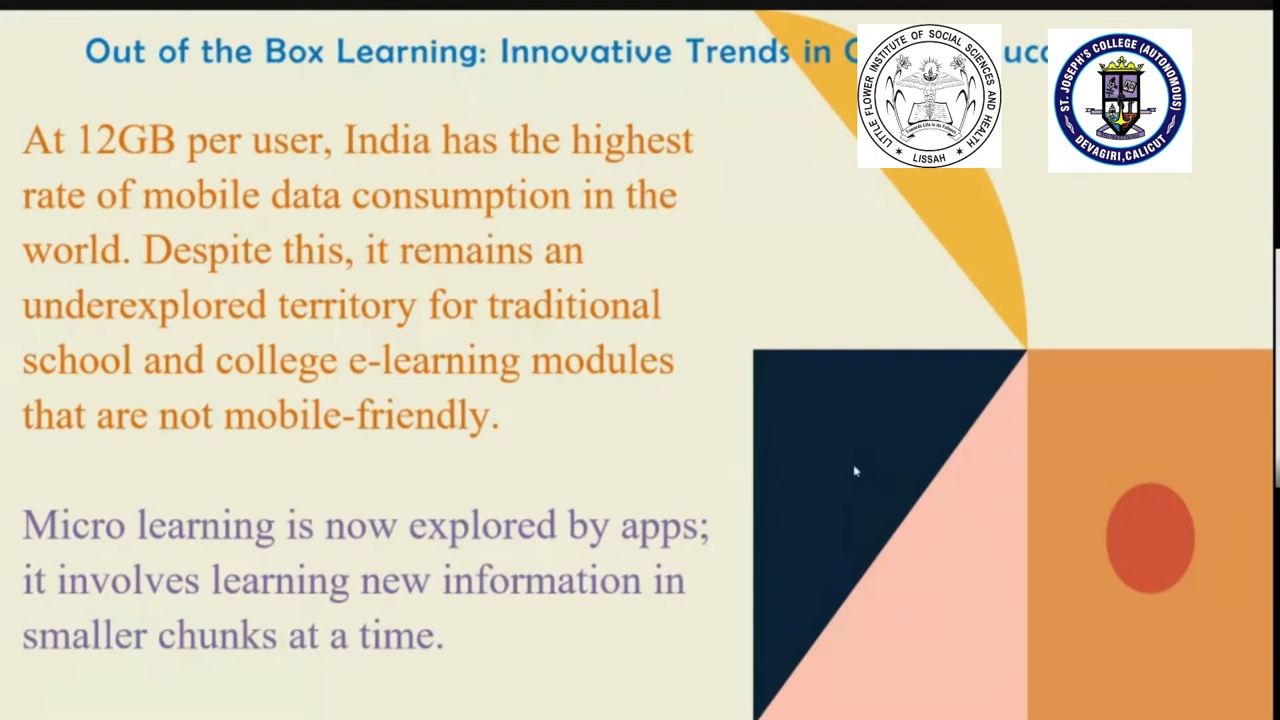 Out of the Box Learning: Innovative Trends in
At 12GB per user, India has the highest
rate of mobile data consumption in the
world. Despite this, it remains an
underexplored territory for traditional
school and college e-learning modules
that are not mobile-friendly.
Micro learning is now explored by apps;
it involves learning new information in
smaller chunks at a time.
LITTLE FLOWER INSTITUTE OF SOCIAL SCIENCES AND HEALTH
LISSAH
ST. JOSEPH'S COLLEGE (AUTONOMOUS)
DEVAGIRI, CALICUT